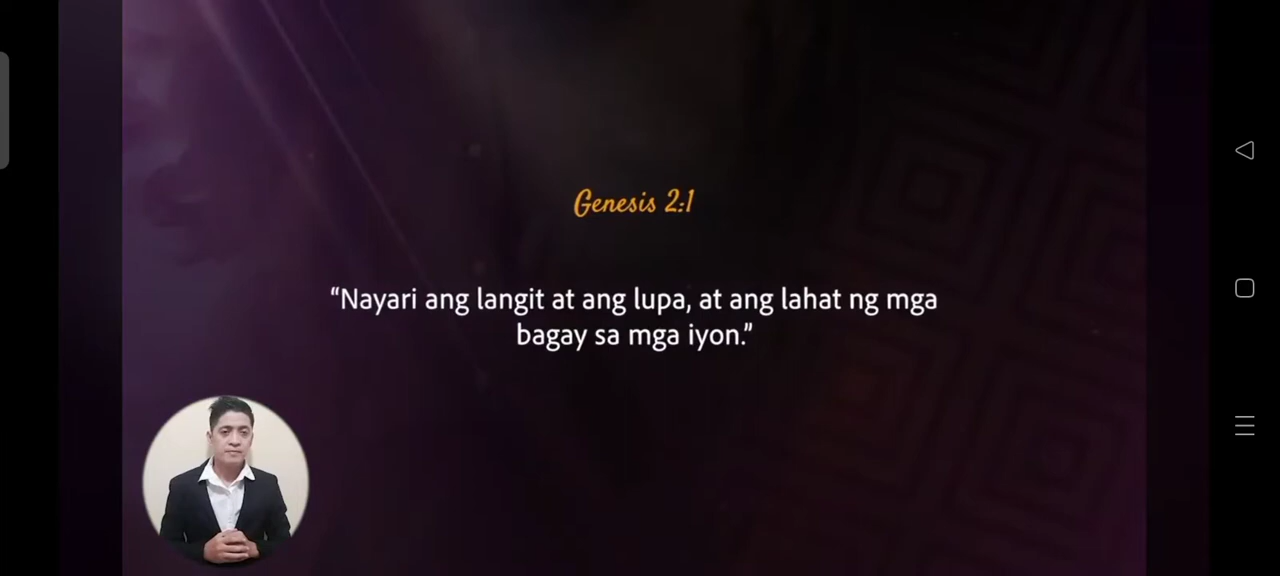 Genesis 2:1
“Nayari ang langit at ang lupa, at ang lahat ng mga
bagay sa mga iyon.”